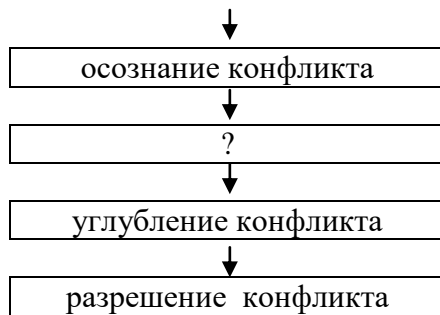 осознание конфликта
?
углубление конфликта
разрешение конфликта